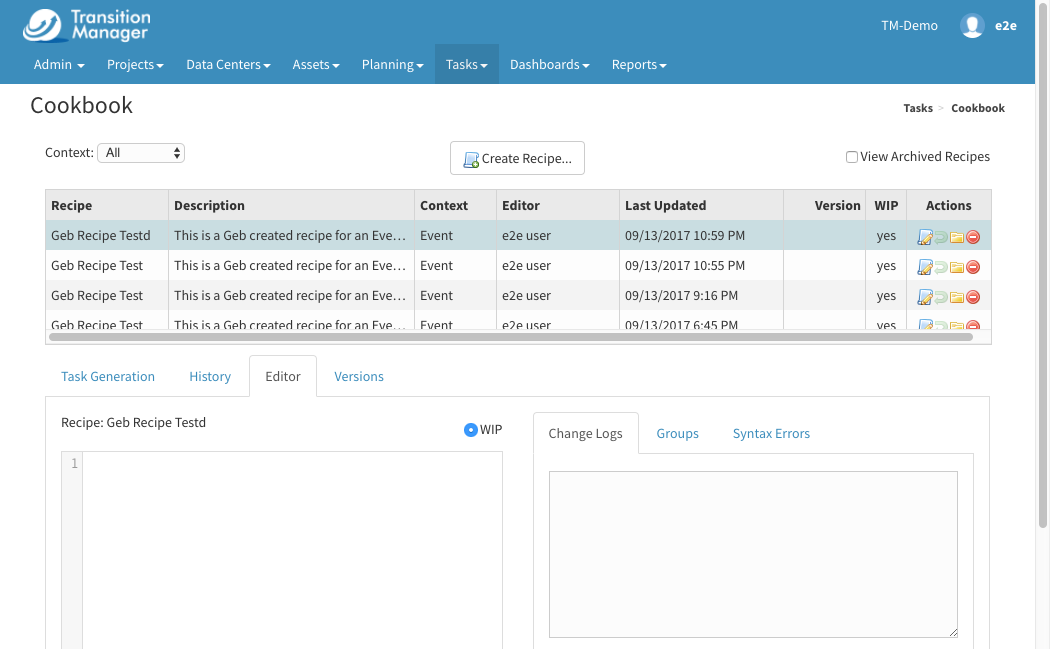 Transition
Manager
TM-Demo
e2e
Admin Projects Data Centers Assets Planning Tasks Dashboards Reports
Cookbook
Tasks > Cookbook
Context: All
Create Recipe...
View Archived Recipes
Recipe Description Context Editor Last Updated Version WIP Actions
Geb Recipe Testd This is a Geb created recipe for an Eve... Event e2e user 09/13/2017 10:59 PM yes
Geb Recipe Test This is a Geb created recipe for an Eve... Event e2e user 09/13/2017 10:55 PM yes
Geb Recipe Test This is a Geb created recipe for an Eve... Event e2e user 09/13/2017 9:16 PM yes
Geb Recipe Test This is a Geb created recipe for an Eve... Event e2e user 09/13/2017 6:45 PM yes
Task Generation History Editor Versions
Recipe: Geb Recipe Testd
WIP
1
Change Logs Groups Syntax Errors